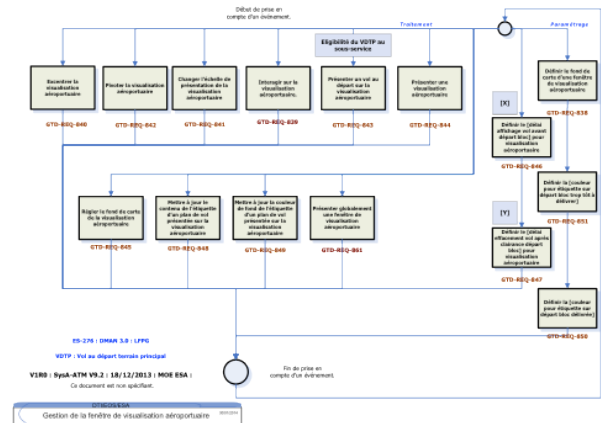 Début de prise en
compte d'un événement.
Traitement
Paramétrage
Eligibilité du VDTP au
sous-service
Excentrer la
visualisation
aéroportuaire
GTD-REQ-840
Pivoter la visualisation
aéroportuaire
GTD-REQ-842
Changer l'échelle de
présentation de la
visualisation
aéroportuaire
GTD-REQ-841
Interagir sur la
visualisation
aéroportuaire.
GTD-REQ-839
Présenter un vol au
départ sur la
visualisation
aéroportuaire
GTD-REQ-843
Présenter une
visualisation
aéroportuaire
GTD-REQ-844
Définir le fond du
carte d'une fenêtre
de visualisation
aéroportuaire
GTD-REQ-838
[X]
Définir le [délai
affichage vol avant
départ bloc] pour
visualisation
aéroportuaire
GTD-REQ-846
Définir la [couleur
pour étiquette sur
départ bloc trop tôt à
délivrer]
GTD-REQ-851
Régler le fond de carte
de la visualisation
aéroportuaire
GTD-REQ-845
Mettre à jour le
contenu de l'étiquette
d'un plan de vol
présentée sur la
visualisation
aéroportuaire
GTD-REQ-848
Mettre à jour la couleur
de fond de l'étiquette
d'un plan de vol
présentée sur la
visualisation
aéroportuaire
GTD-REQ-849
Présenter globalement
une fenêtre de
visualisation
aéroportuaire
GTD-REQ-861
[Y]
Définir le [délai
effacement vol après
clairance départ
bloc] pour
visualisation
aéroportuaire
GTD-REQ-847
Définir la [couleur
pour étiquette sur
départ bloc délivrée]
GTD-REQ-850
ES-276 : DMAN 3.0 : LFPG
VDTP : Vol au départ terrain principal
V1R0 : SysA-ATM V9.2 : 18/12/2013 : MOE ESA :
Ce document est non spécifiant.
Fin de prise en
compte d'un événement.
Gestion de la fenêtre de visualisation aéroportuaire